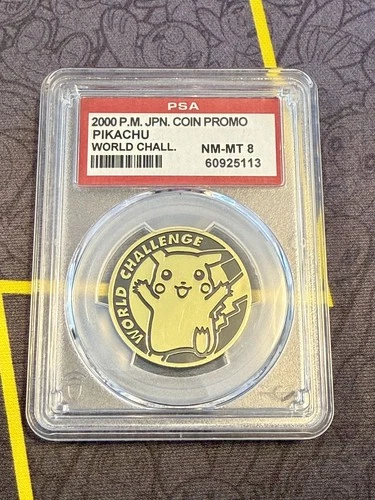 PSA
2000 P.M. JPN. COIN PROMO
PIKACHU
WORLD CHALL. NM-MT 8
60925113
WORLD CHALLENGE